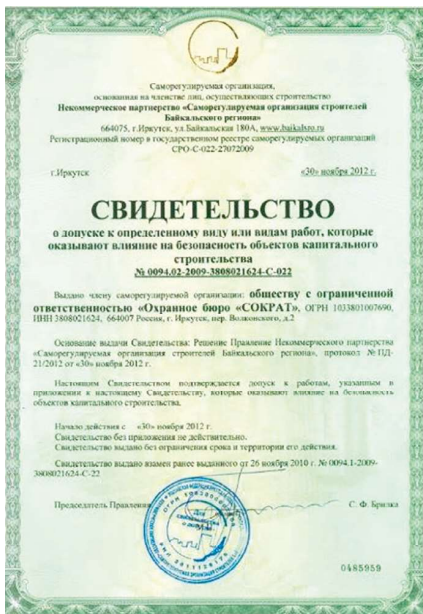 Саморегулируемая организация,
основанная на членстве лиц, осуществляющих строительство
Некоммерческое партнерство «Саморегулируемая организация строителей
Байкальского региона»
664075, г.Иркутск, ул.Байкальская 180А, www.baikalsro.ru
Регистрационный номер в государственном реестре саморегулируемых организаций
СРО-С-022-27072009
г.Иркутск «30» ноября 2012 г.
СВИДЕТЕЛЬСТВО
о допуске к определенному виду или видам работ, которые
оказывают влияние на безопасность объектов капитального
строительства
№ 0094.02-2009-3808021624-С-022
Выдано члену саморегулируемой организации: обществу с ограниченной
ответственностью «Охранное бюро «СОКРАТ», ОГРН 1033801007690,
ИНН 3808021624, 664007 Россия, г. Иркутск, пер. Волконского, д.2
Основание выдачи Свидетельства: Решение Правление Некоммерческого партнерства
«Саморегулируемая организация строителей Байкальского региона», протокол № ПД-
21/2012 от «30» ноября 2012 г.
Настоящим Свидетельством подтверждается допуск к работам, указанным в
приложении к настоящему Свидетельству, которые оказывают влияние на безопасность
объектов капитального строительства.
Начало действия с «30» ноября 2012 г.
Свидетельство без приложения не действительно.
Свидетельство выдано без ограничения срока и территории его действия.
Свидетельство выдано взамен ранее выданного от 26 ноября 2010 г. № 0094.1-2009-
3808021624-С-22
Председатель Правления С. Ф. Брилка
0485959